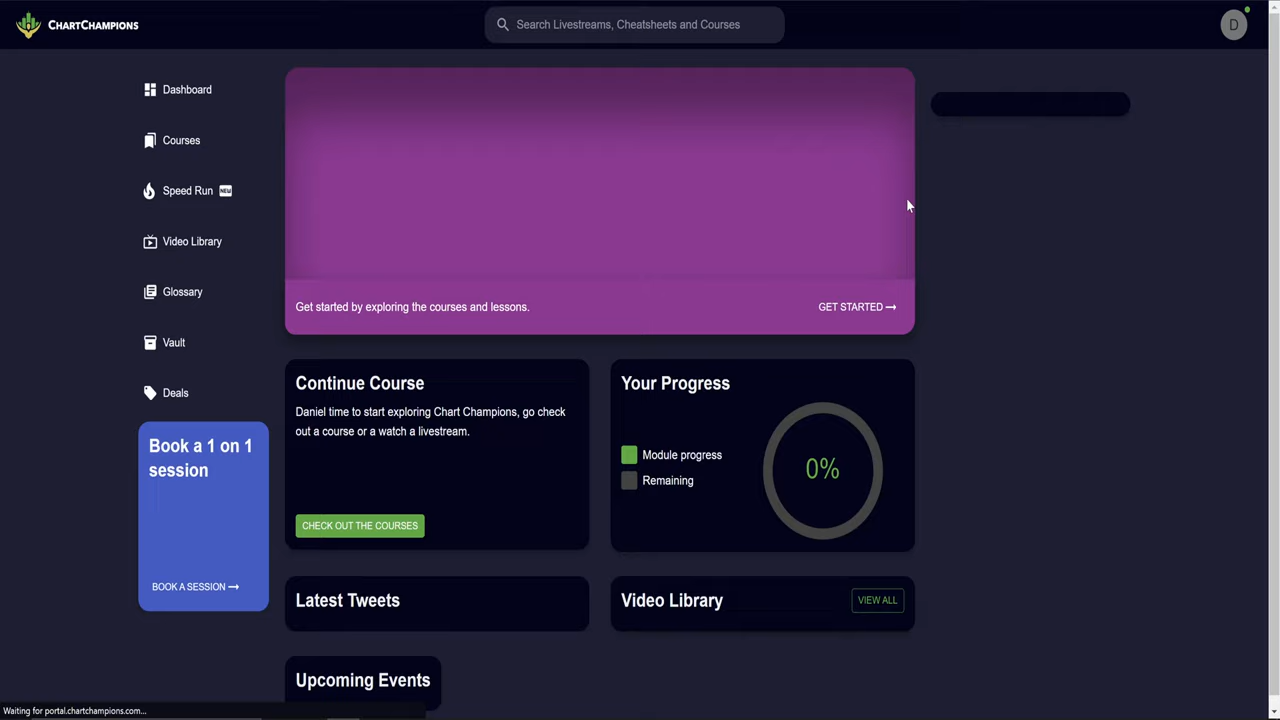 ChartChampions
Search Livestreams, Cheatsheets and Courses
D
Dashboard
Courses
Speed Run NEW
Video Library
Glossary
Vault
Deals
Book a 1 on 1
session
BOOK A SESSION
Get started by exploring the courses and lessons.
GET STARTED
Continue Course
Daniel time to start exploring Chart Champions, go check
out a course or a watch a livestream.
CHECK OUT THE COURSES
Your Progress
Module progress
Remaining
0%
Latest Tweets
Video Library
VIEW ALL
Upcoming Events
Waiting for portal.chartchampions.com...